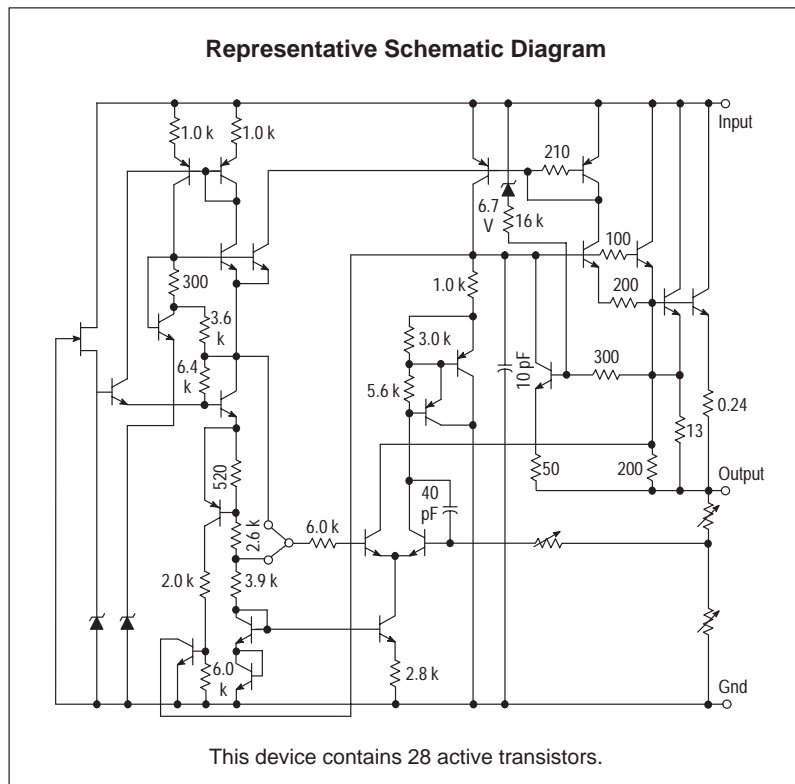 Representative Schematic Diagram
Input
1.0 k
1.0 k
210
6.7
V
16 k
100
300
1.0 k
200
3.6
k
3.0 k
6.4
k
10 pF
300
5.6 k
0.24
13
520
50
200
Output
40
pF
2.6 k
6.0 k
2.0 k
3.9 k
6.0
k
2.8 k
Gnd
This device contains 28 active transistors.